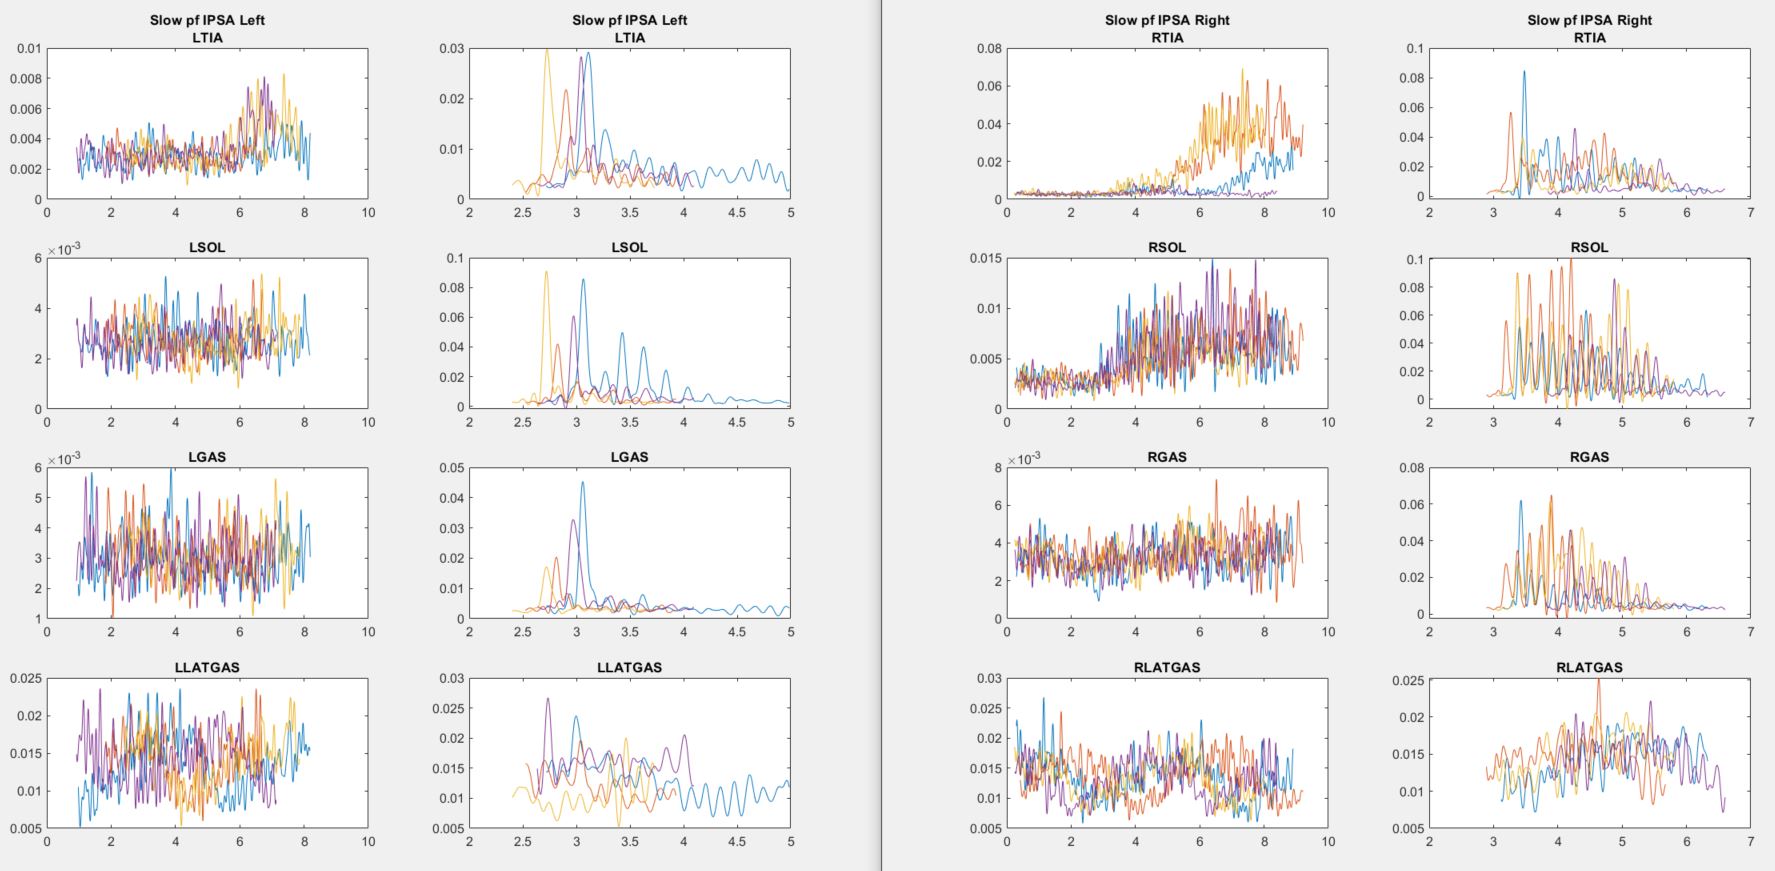 Slow pf IPSA Left
LTIA
0.01
0.008
0.006
0.004
0.002
0
0 2 4 6 8 10
Slow pf IPSA Left
LTIA
0.03
0.02
0.01
0
2 2.5 3 3.5 4 4.5 5
Slow pf IPSA Right
RTIA
0.08
0.06
0.04
0.02
0
0 2 4 6 8 10
Slow pf IPSA Right
RTIA
0.1
0.08
0.06
0.04
0.02
0
2 3 4 5 6 7
LSOL
×10-3
6
4
2
0
0 2 4 6 8 10
LSOL
0.1
0.08
0.06
0.04
0.02
0
2 2.5 3 3.5 4 4.5 5
RSOL
0.015
0.01
0.005
0
0 2 4 6 8 10
RSOL
0.1
0.08
0.06
0.04
0.02
0
2 3 4 5 6 7
LGAS
×10-3
6
5
4
3
2
1
0 2 4 6 8 10
LGAS
0.05
0.04
0.03
0.02
0.01
0
2 2.5 3 3.5 4 4.5 5
RGAS
×10-3
8
6
4
2
0
0 2 4 6 8 10
RGAS
0.08
0.06
0.04
0.02
0
2 3 4 5 6 7
LLATGAS
0.025
0.02
0.015
0.01
0.005
0 2 4 6 8 10
LLATGAS
0.03
0.025
0.02
0.015
0.01
0.005
2 2.5 3 3.5 4 4.5 5
RLATGAS
0.03
0.025
0.02
0.015
0.01
0.005
0 2 4 6 8 10
RLATGAS
0.025
0.02
0.015
0.01
0.005
2 3 4 5 6 7